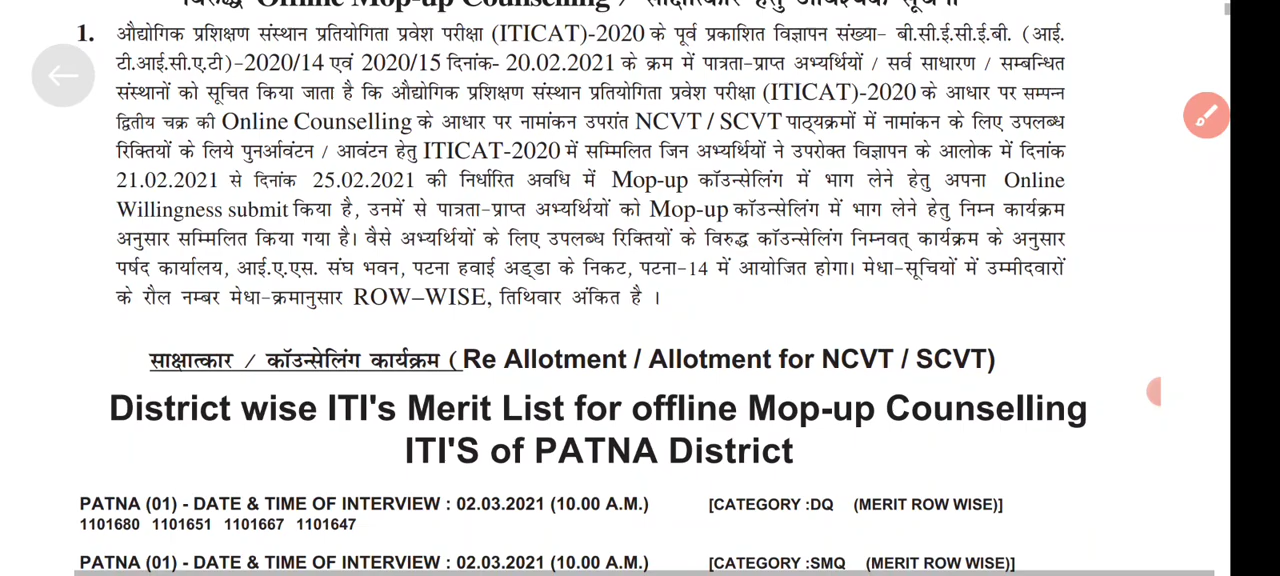 विरुद्ध Offline Mop-up Counselling / साक्षात्कार हेतु आवश्यक सूचना
1. औद्योगिक प्रशिक्षण संस्थान प्रतियोगिता प्रवेश परीक्षा (ITICAT)-2020 के पूर्व प्रकाशित विज्ञापन संख्या- बी.सी.ई.सी.ई.बी. (आई.
टी.आई.सी.ए.टी)-2020/14 एवं 2020/15 दिनांक- 20.02.2021 के क्रम में पात्रता-प्राप्त अभ्यर्थियों / सर्व साधारण / सम्बन्धित
संस्थानों को सूचित किया जाता है कि औद्योगिक प्रशिक्षण संस्थान प्रतियोगिता प्रवेश परीक्षा (ITICAT)-2020 के आधार पर सम्पन्न
द्वितीय चक्र की Online Counselling के आधार पर नामांकन उपरांत NCVT / SCVT पाठ्यक्रमों में नामांकन के लिए उपलब्ध
रिक्तियों के लिये पुनर्आवंटन / आवंटन हेतु ITICAT-2020 में सम्मिलित जिन अभ्यर्थियों ने उपरोक्त विज्ञापन के आलोक में दिनांक
21.02.2021 से दिनांक 25.02.2021 की निर्धारित अवधि में Mop-up कॉउन्सेलिंग में भाग लेने हेतु अपना Online
Willingness submit किया है, उनमें से पात्रता-प्राप्त अभ्यर्थियों को Mop-up कॉउन्सेलिंग में भाग लेने हेतु निम्न कार्यक्रम
अनुसार सम्मिलित किया गया है। वैसे अभ्यर्थियों के लिए उपलब्ध रिक्तियों के विरुद्ध कॉउन्सेलिंग निम्नवत् कार्यक्रम के अनुसार
पर्षद कार्यालय, आई.ए.एस. संघ भवन, पटना हवाई अड्डा के निकट, पटना-14 में आयोजित होगा। मेधा-सूचियों में उम्मीदवारों
के रौल नम्बर मेधा-क्रमानुसार ROW–WISE, तिथिवार अंकित है ।
साक्षात्कार / कॉउन्सेलिंग कार्यक्रम ( Re Allotment / Allotment for NCVT / SCVT)
District wise ITI's Merit List for offline Mop-up Counselling
ITI'S of PATNA District
PATNA (01) - DATE & TIME OF INTERVIEW : 02.03.2021 (10.00 A.M.) [CATEGORY :DQ (MERIT ROW WISE)]
1101680 1101651 1101667 1101647
PATNA (01) - DATE & TIME OF INTERVIEW : 02.03.2021 (10.00 A.M.) [CATEGORY :SMQ (MERIT ROW WISE)]